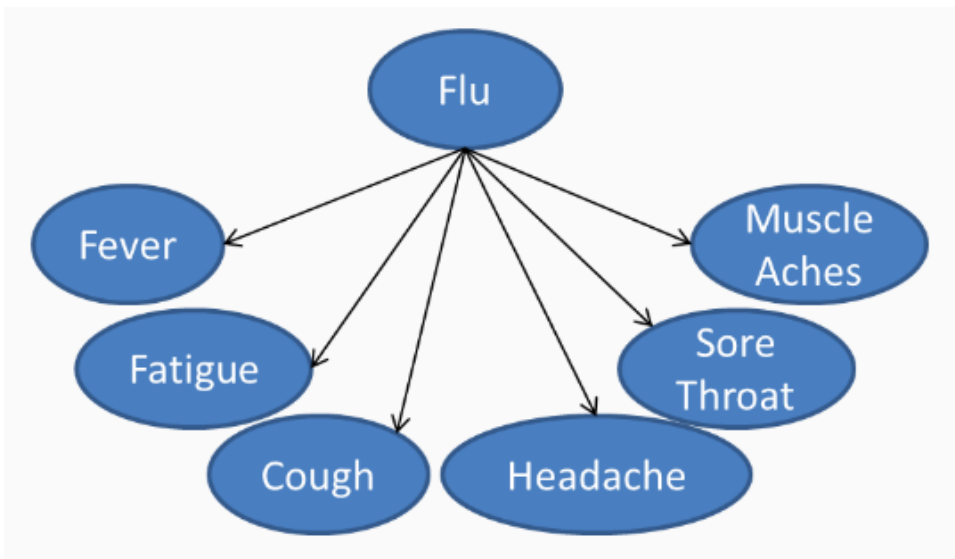 Flu
Fever
Muscle
Aches
Fatigue
Sore
Throat
Cough
Headache